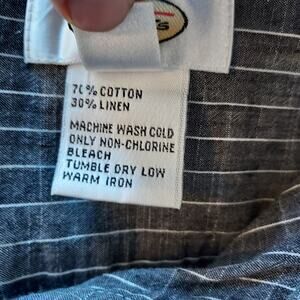 70% COTTON
30% LINEN
MACHINE WASH COLD
ONLY NON-CHLORINE
BLEACH
TUMBLE DRY LOW
WARM IRON